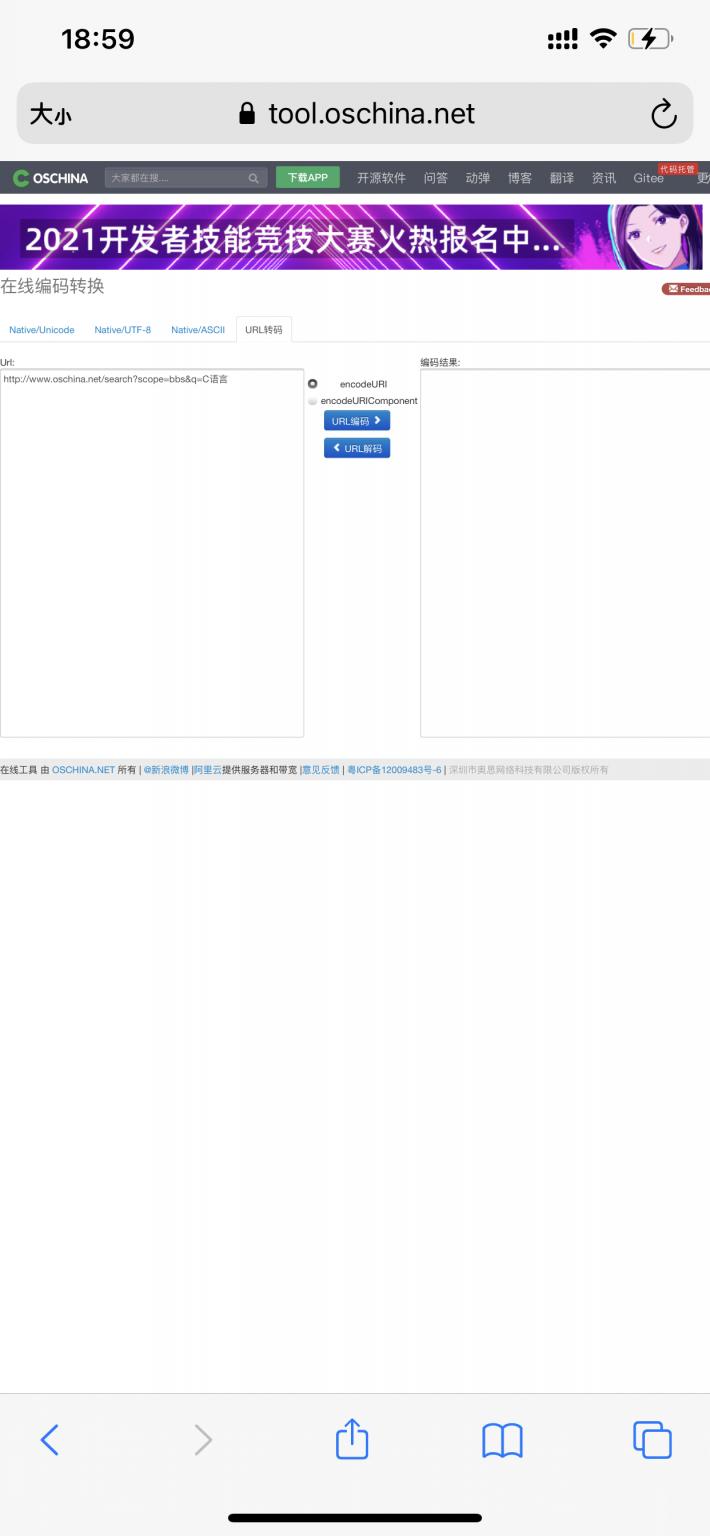 18:59
大小 tool.oschina.net
OSCHINA 大家都在搜.... 下载APP 开源软件 问答 动弹 博客 翻译 资讯 Gitee 代码托管 更
2021开发者技能竞技大赛火热报名中...
在线编码转换
Feedba
Native/Unicode Native/UTF-8 Native/ASCII URL转码
Url:
http://www.oschina.net/search?scope=bbs&q=C语言
encodeURI
encodeURIComponent
URL编码
URL解码
编码结果:
在线工具 由 OSCHINA.NET 所有 | @新浪微博 |阿里云提供服务器和带宽 |意见反馈 | 粤ICP备12009483号-6 | 深圳市奥思网络科技有限公司版权所有